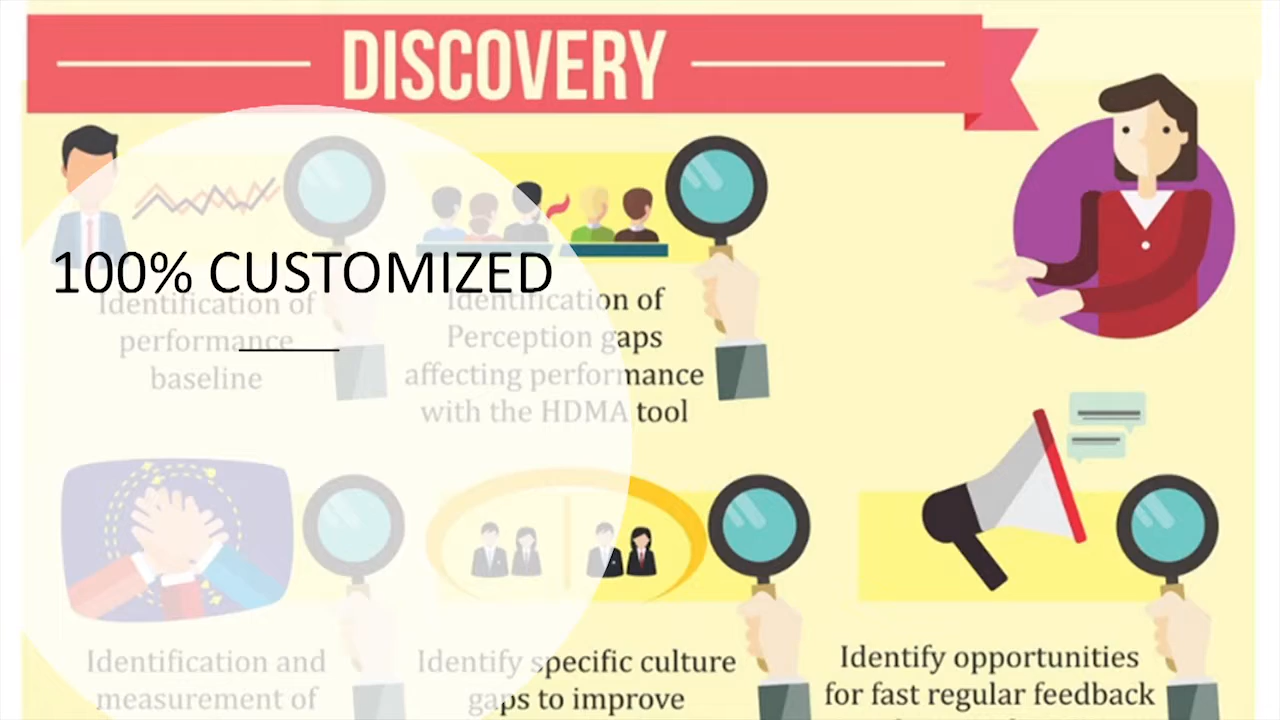 DISCOVERY
100% CUSTOMIZED
Identification of
performance
baseline
Identification of
Perception gaps
affecting performance
with the HDMA tool
Identification and
measurement of
Identify specific culture
gaps to improve
Identify opportunities
for fast regular feedback